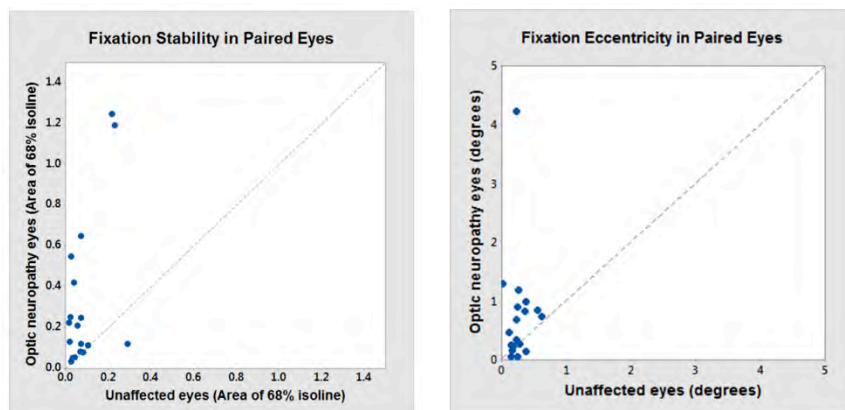 Fixation Stability in Paired Eyes
Optic neuropathy eyes (Area of 68% isoline)
1.4
1.2
1.0
0.8
0.6
0.4
0.2
0.0
0.0 0.2 0.4 0.6 0.8 1.0 1.2 1.4
Unaffected eyes (Area of 68% isoline)
Fixation Eccentricity in Paired Eyes
Optic neuropathy eyes (degrees)
5
4
3
2
1
0
0 1 2 3 4 5
Unaffected eyes (degrees)